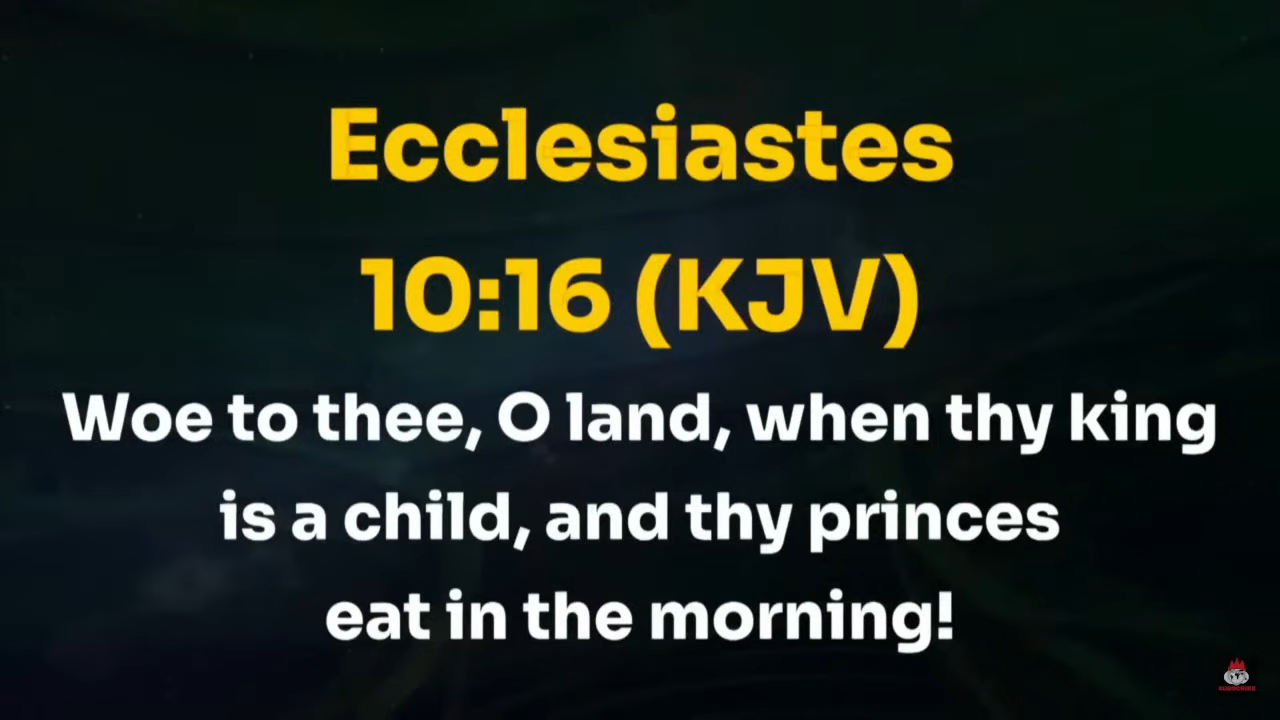 Ecclesiastes
10:16 (KJV)
Woe to thee, O land, when thy king
is a child, and thy princes
eat in the morning!
SUBSCRIBE